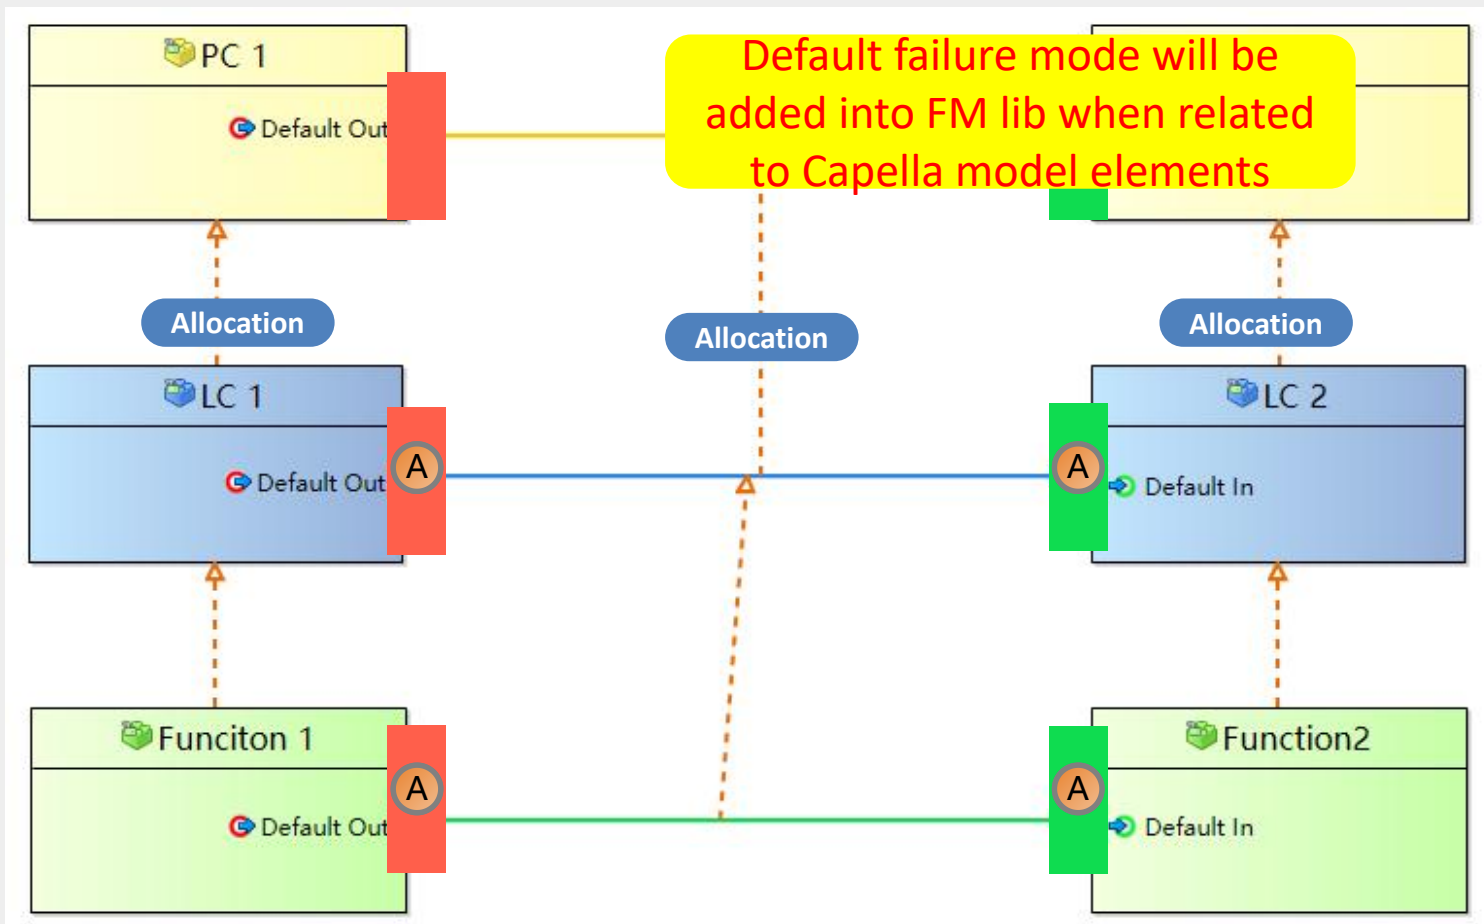 PC 1
Default failure mode will be
added into FM lib when related
to Capella model elements
Default Out
Allocation
Allocation
Allocation
LC 1
LC 2
A
A
Default Out
Default In
Funciton 1
Function2
A
A
Default Out
Default In